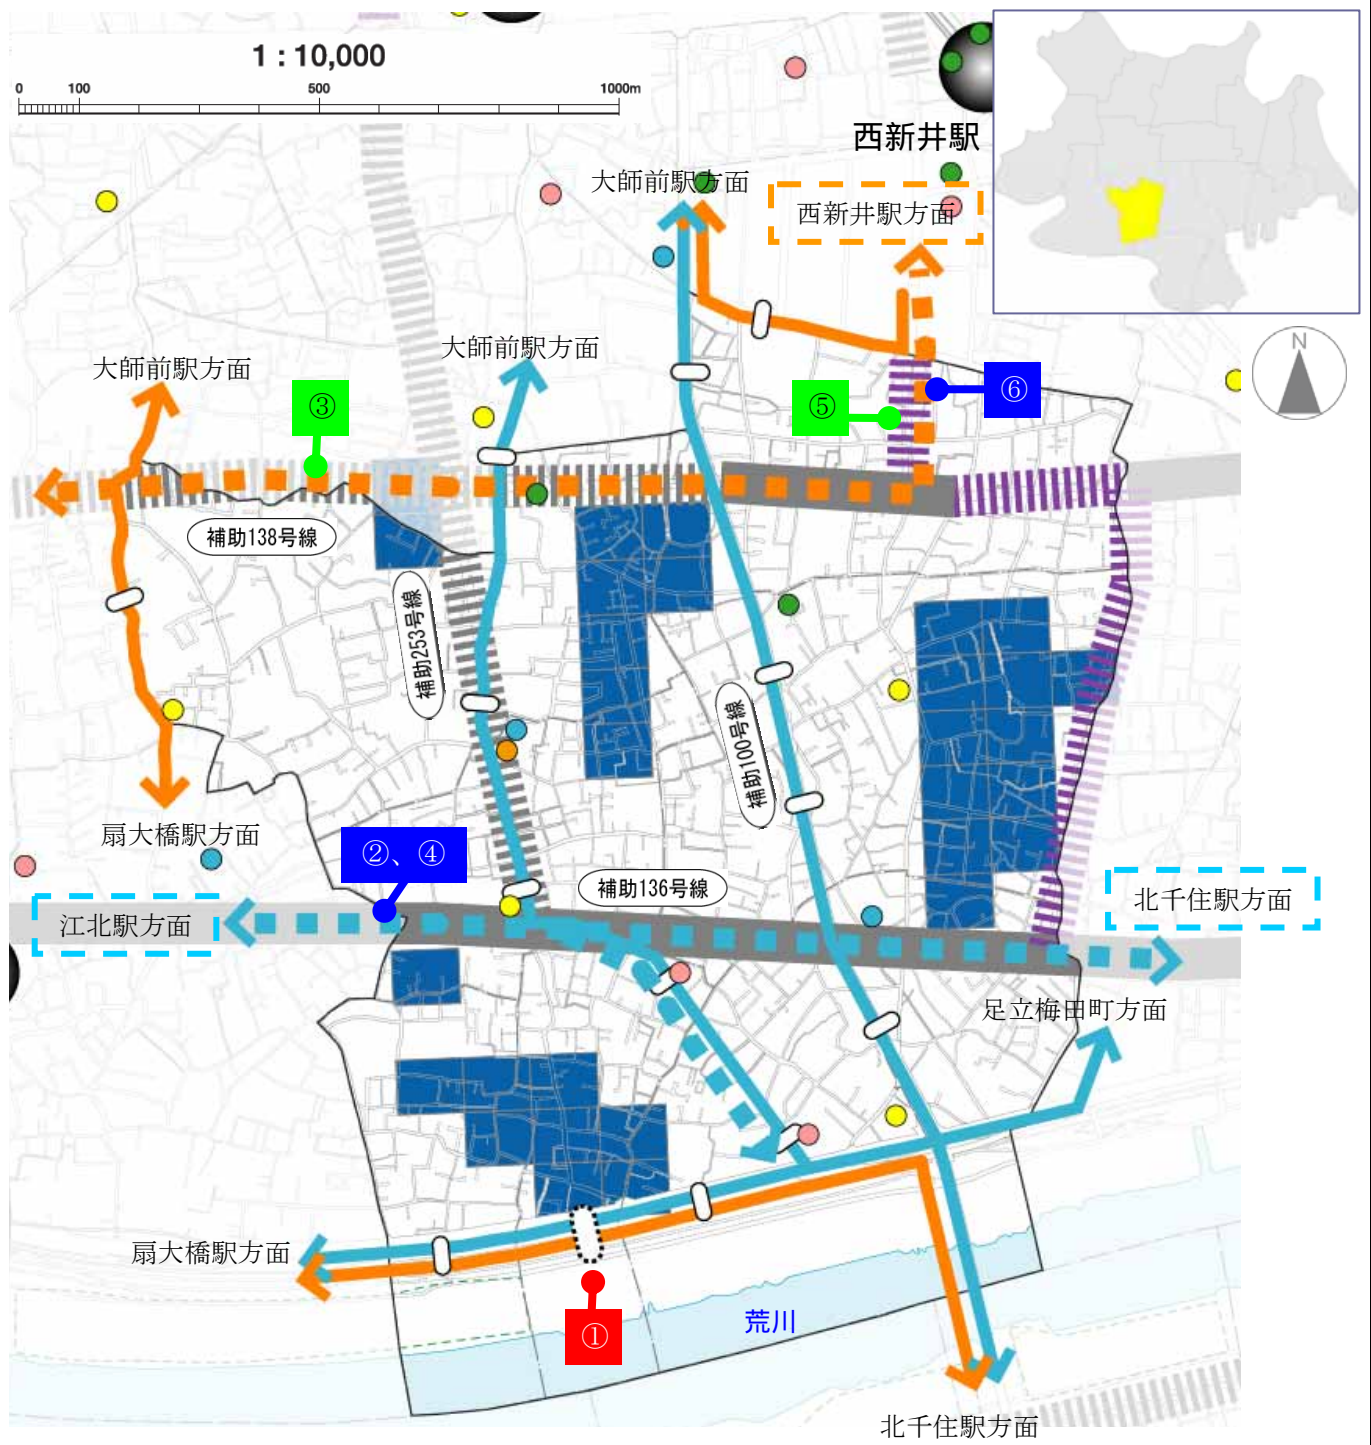 1 : 10,000
0 100 500 1000m
西新井駅
大師前駅方面
西新井駅方面
N
大師前駅方面
大師前駅方面
③
⑤
⑥
補助138号線
補助253号線
補助100号線
扇大橋駅方面
②、④
補助136号線
北千住駅方面
江北駅方面
足立梅田町方面
扇大橋駅方面
①
荒川
北千住駅方面